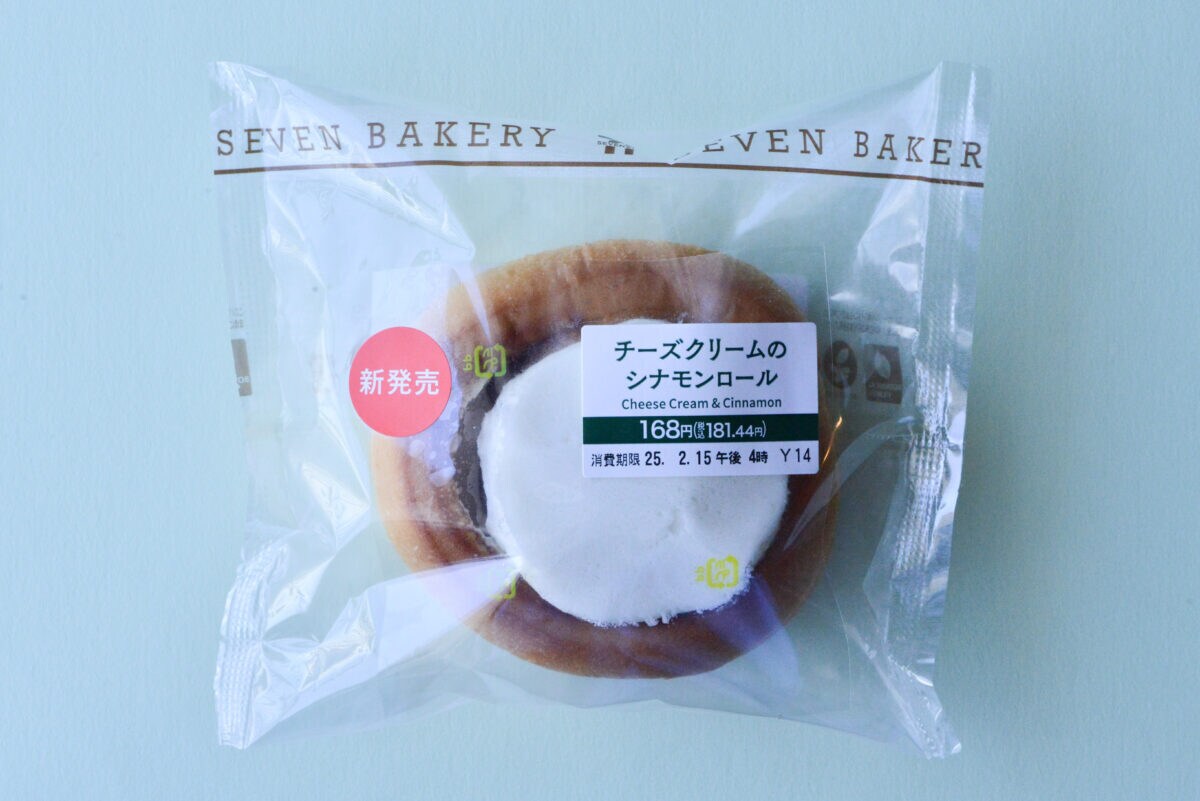 SEVEN BAKERY
EVEN BAKER
新発売
チーズクリームの
シナモンロール
Cheese Cream & Cinnamon
168円(税込181.44円)
消費期限 25. 2. 15 午後 4時 Y14